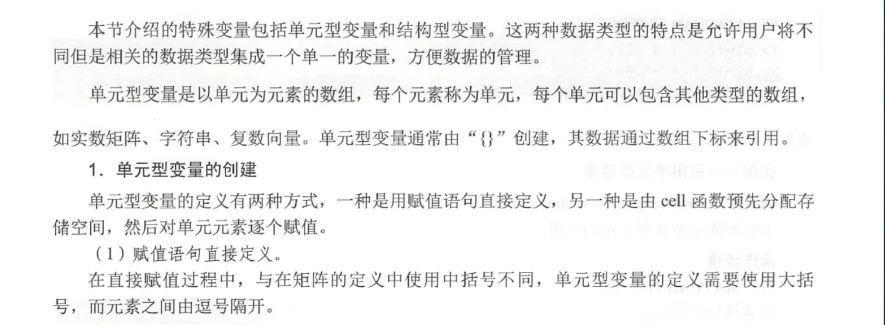 本节介绍的特殊变量包括单元型变量和结构型变量。这两种数据类型的特点是允许用户将不
同但是相关的数据类型集成一个单一的变量，方便数据的管理。
单元型变量是以单元为元素的数组，每个元素称为单元，每个单元可以包含其他类型的数组，
如实数矩阵、字符串、复数向量。单元型变量通常由“{}”创建，其数据通过数组下标来引用。
1．单元型变量的创建
单元型变量的定义有两种方式，一种是用赋值语句直接定义，另一种是由 cell 函数预先分配存
储空间，然后对单元元素逐个赋值。
（1）赋值语句直接定义。
在直接赋值过程中，与在矩阵的定义中使用中括号不同，单元型变量的定义需要使用大括
号，而元素之间由逗号隔开。